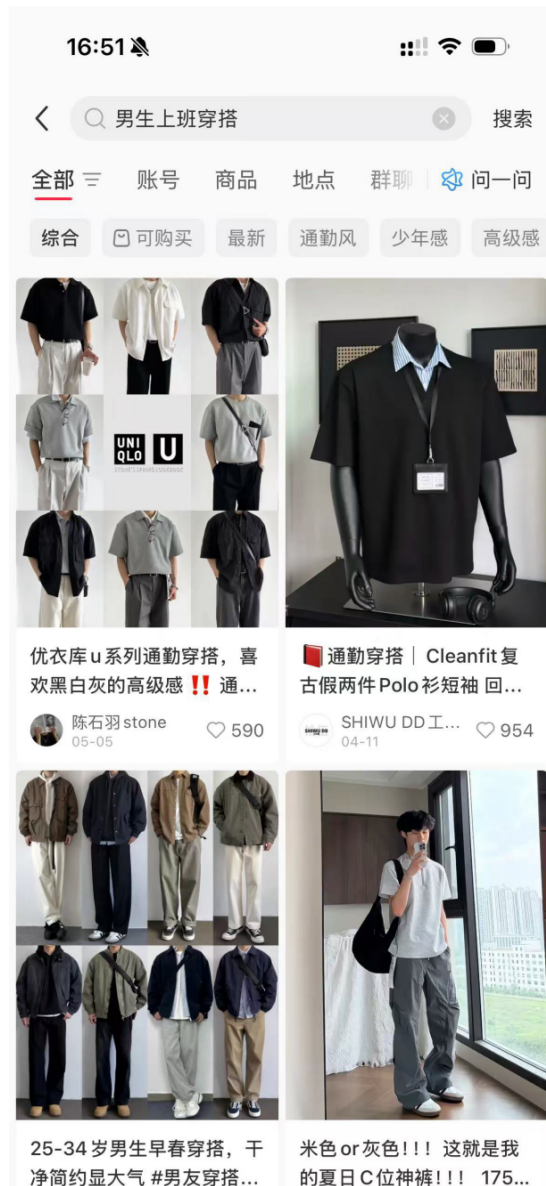 16:51
男生上班穿搭
搜索
全部
账号
商品
地点
群聊
问一问
综合
可购买
最新
通勤风
少年感
高级感
UNI
QLO
U
优衣库u系列通勤穿搭，喜
欢黑白灰的高级感‼️ 通...
陈石羽stone
05-05
590
📕通勤穿搭｜Cleanfit复
古假两件Polo衫短袖 回...
SHIWU DD工...
04-11
954
25-34岁男生早春穿搭，干
净简约显大气 #男友穿搭...
米色or灰色！！！ 这就是我
的夏日C位神裤！！！ 175...